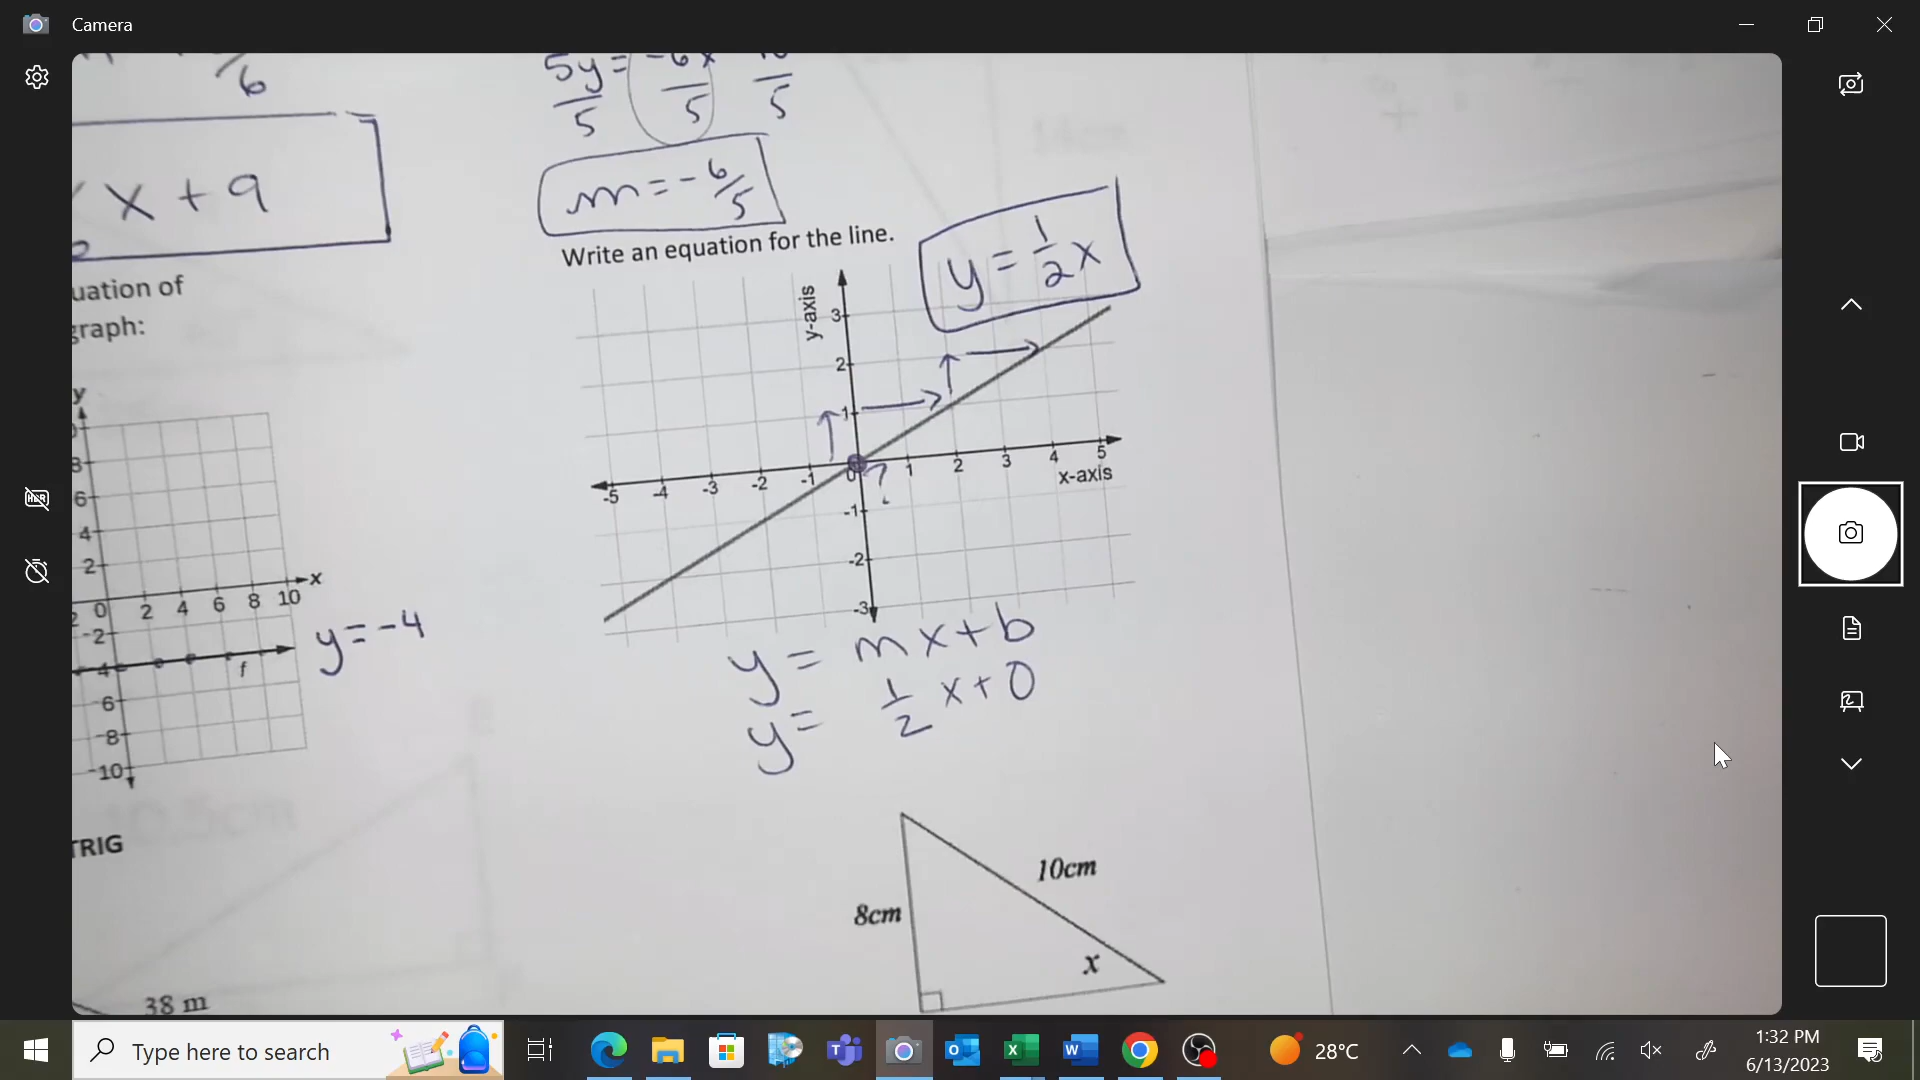 Camera
/6
5y = -6x
5 5 5
m = -6/5
x + 9
Write an equation for the line.
y = 1/2 x
uation of
graph:
y-axis
3
2
1
-5 -4 -3 -2 -1 0 1 2 3 4 5
x-axis
-1
-2
-3
?
y
8
6
4
2
0 2 4 6 8 10 x
-2
-4
-6
-8
-10
f
y = -4
y = mx + b
y = 1/2 x + 0
TRIG
38 m
8cm
10cm
x
Type here to search
28°C
1:32 PM
6/13/2023